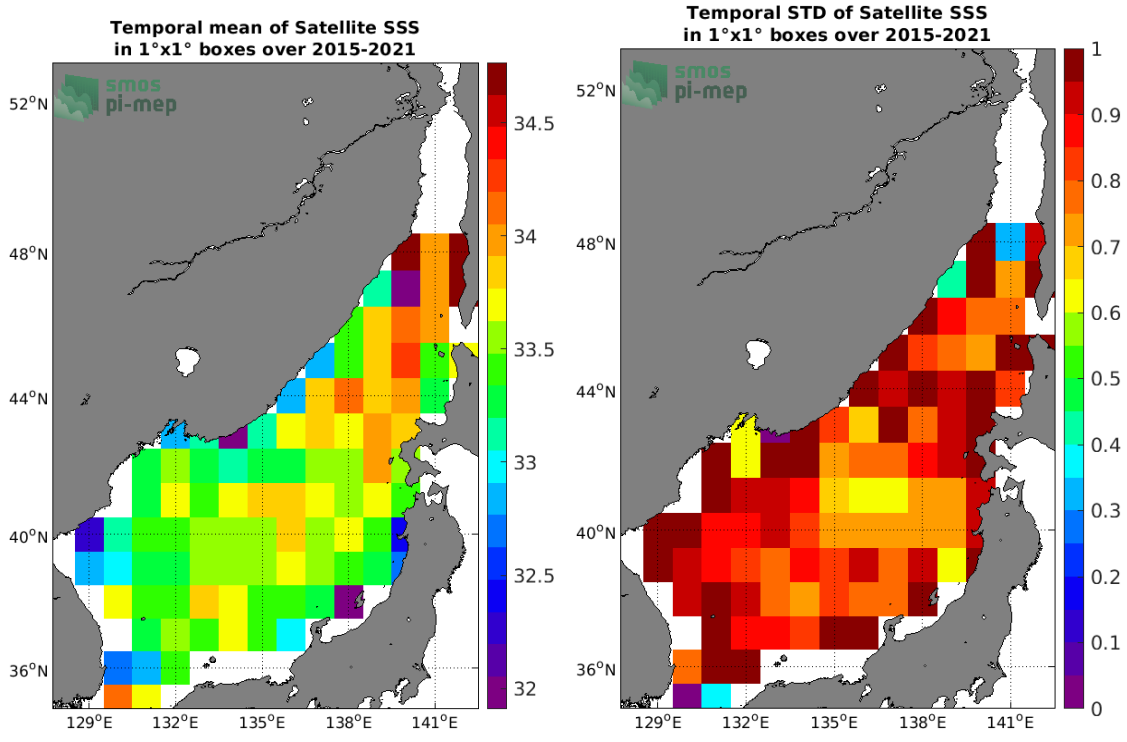 Temporal mean of Satellite SSS
in 1°x1° boxes over 2015-2021
smos
pi-mep
52°N
48°N
44°N
40°N
36°N
129°E
132°E
135°E
138°E
141°E
34.5
34
33.5
33
32.5
32
Temporal STD of Satellite SSS
in 1°x1° boxes over 2015-2021
smos
pi-mep
52°N
48°N
44°N
40°N
36°N
129°E
132°E
135°E
138°E
141°E
1
0.9
0.8
0.7
0.6
0.5
0.4
0.3
0.2
0.1
0